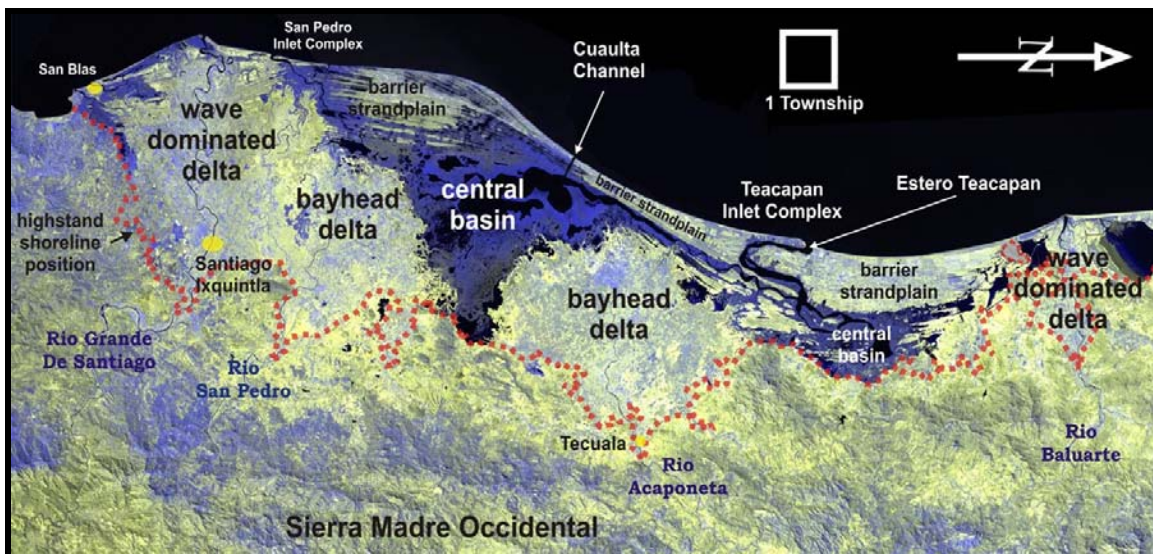 San Pedro
Inlet Complex
San Blas
Cuaulta
Channel
1 Township
N
barrier
strandplain
wave
dominated
delta
bayhead
delta
central
basin
barrier strandplain
Teacapan
Inlet Complex
Estero Teacapan
highstand
shoreline
position
Santiago
Ixquintla
bayhead
delta
barrier
strandplain
central
basin
wave
dominated
delta
Rio Grande
De Santiago
Rio
San Pedro
Tecuala
Rio
Acaponeta
Rio
Baluarte
Sierra Madre Occidental